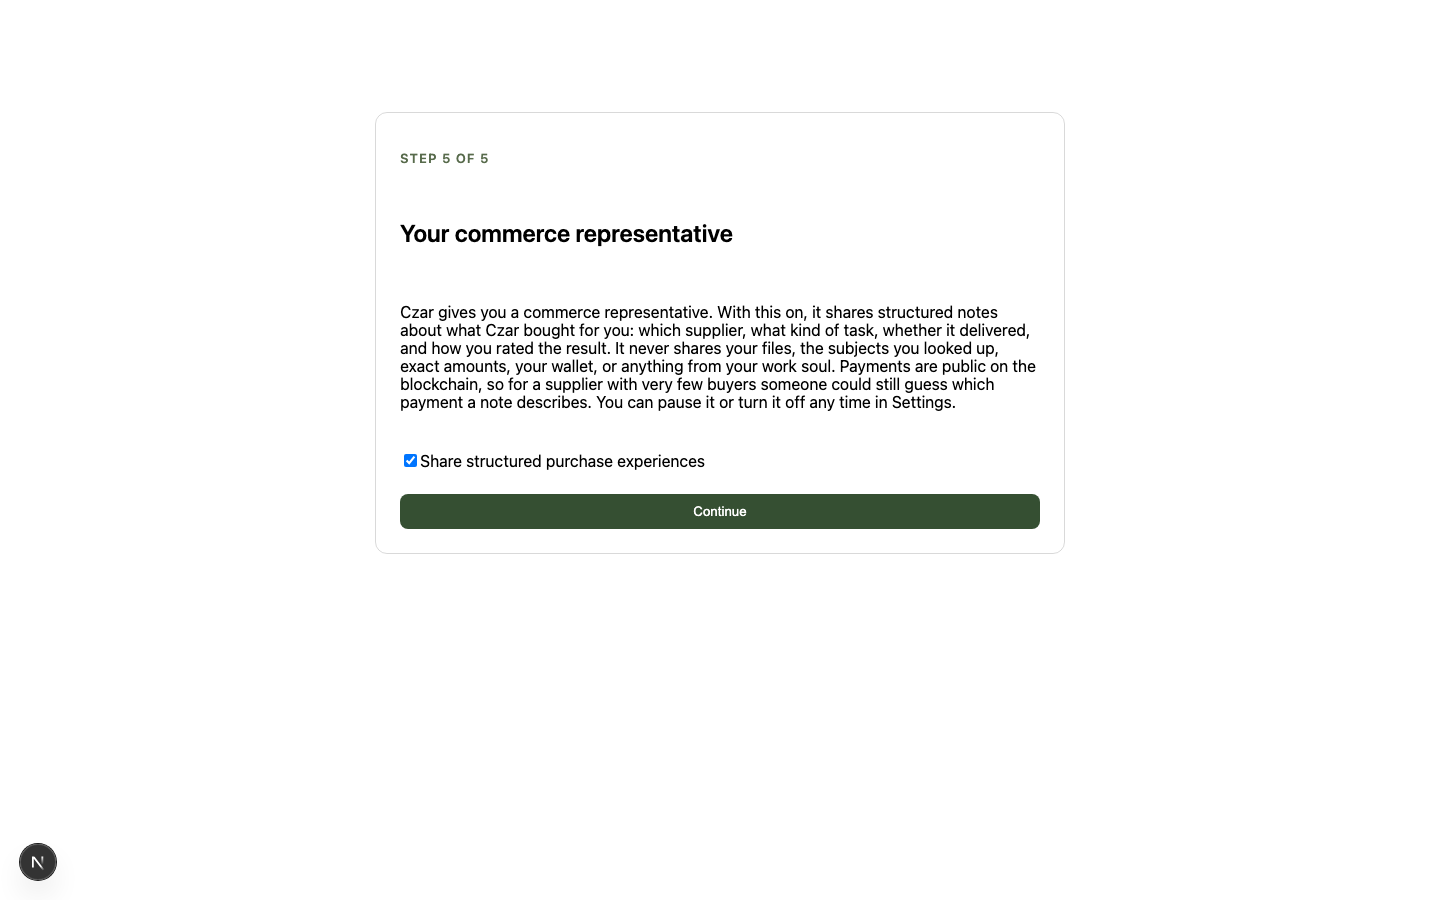 STEP 5 OF 5
Your commerce representative
Czar gives you a commerce representative. With this on, it shares structured notes
about what Czar bought for you: which supplier, what kind of task, whether it delivered,
and how you rated the result. It never shares your files, the subjects you looked up,
exact amounts, your wallet, or anything from your work soul. Payments are public on the
blockchain, so for a supplier with very few buyers someone could still guess which
payment a note describes. You can pause it or turn it off any time in Settings.
Share structured purchase experiences
Continue
N